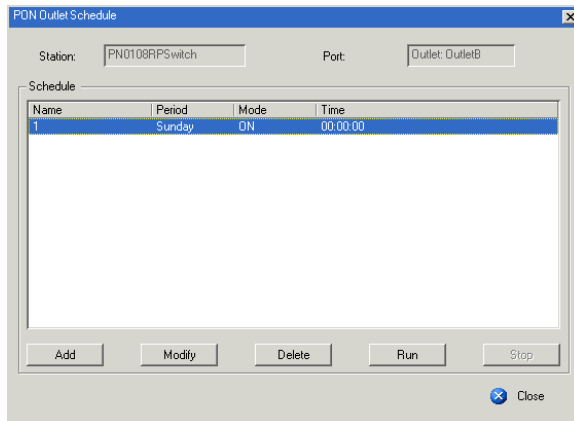 PON Outlet Schedule
Station: PN0108RPSwitch Port: Outlet: OutletB
Schedule
Name Period Mode Time
1 Sunday ON 00:00:00
Add Modify Delete Run Stop
Close